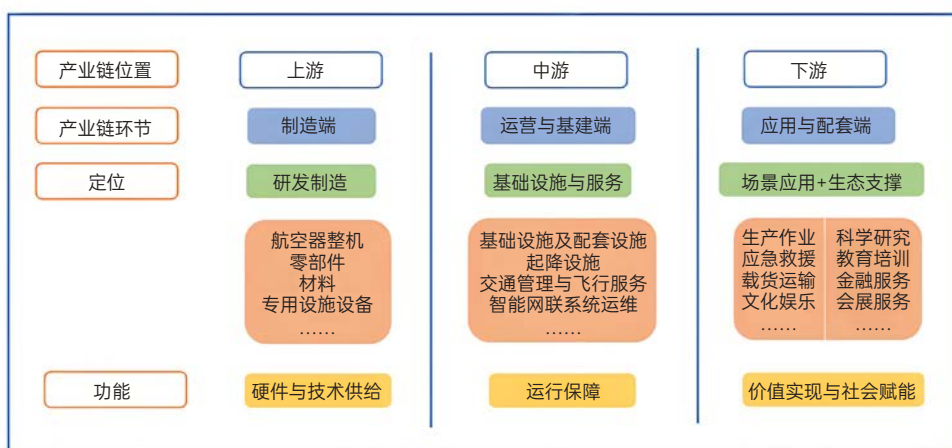 产业链位置
上游
中游
下游
产业链环节
制造端
运营与基建端
应用与配套端
定位
研发制造
基础设施与服务
场景应用+生态支撑
航空器整机
零部件
材料
专用设施设备
……
基础设施及配套设施
起降设施
交通管理与飞行服务
智能网联系统运维
……
生产作业
应急救援
载货运输
文化娱乐
……
科学研究
教育培训
金融服务
会展服务
……
功能
硬件与技术供给
运行保障
价值实现与社会赋能